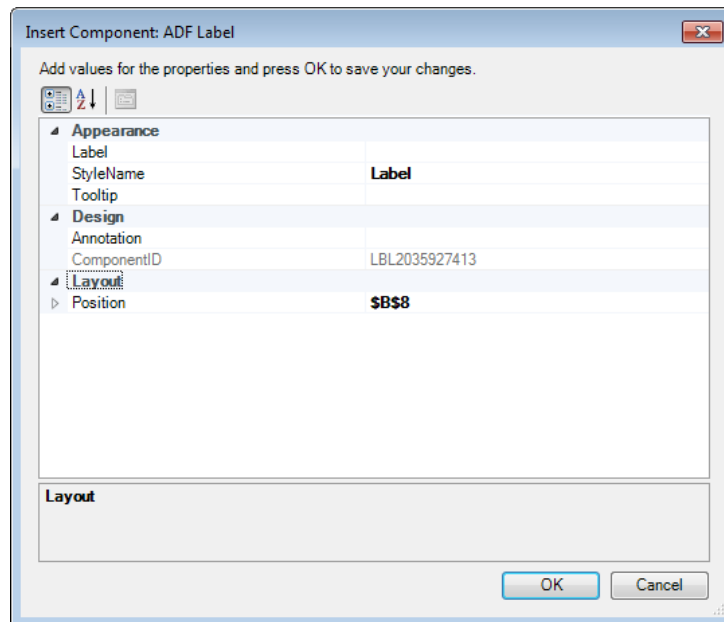 Insert Component: ADF Label
Add values for the properties and press OK to save your changes.
Appearance
Label
StyleName Label
Tooltip
Design
Annotation
ComponentID LBL2035927413
Layout
Position $B$8
Layout
OK Cancel